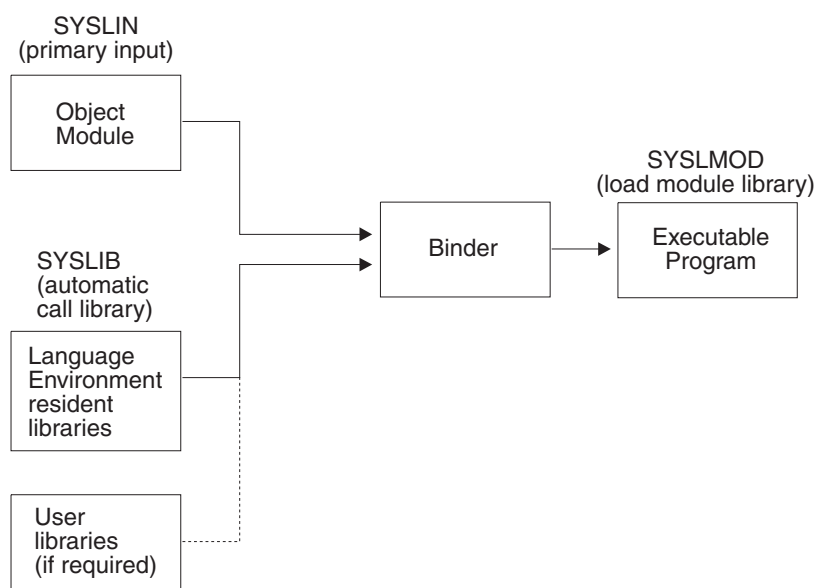 SYSLIN
(primary input)
Object
Module
SYSLIB
(automatic
call library)
Language
Environment
resident
libraries
User
libraries
(if required)
Binder
SYSLMOD
(load module library)
Executable
Program